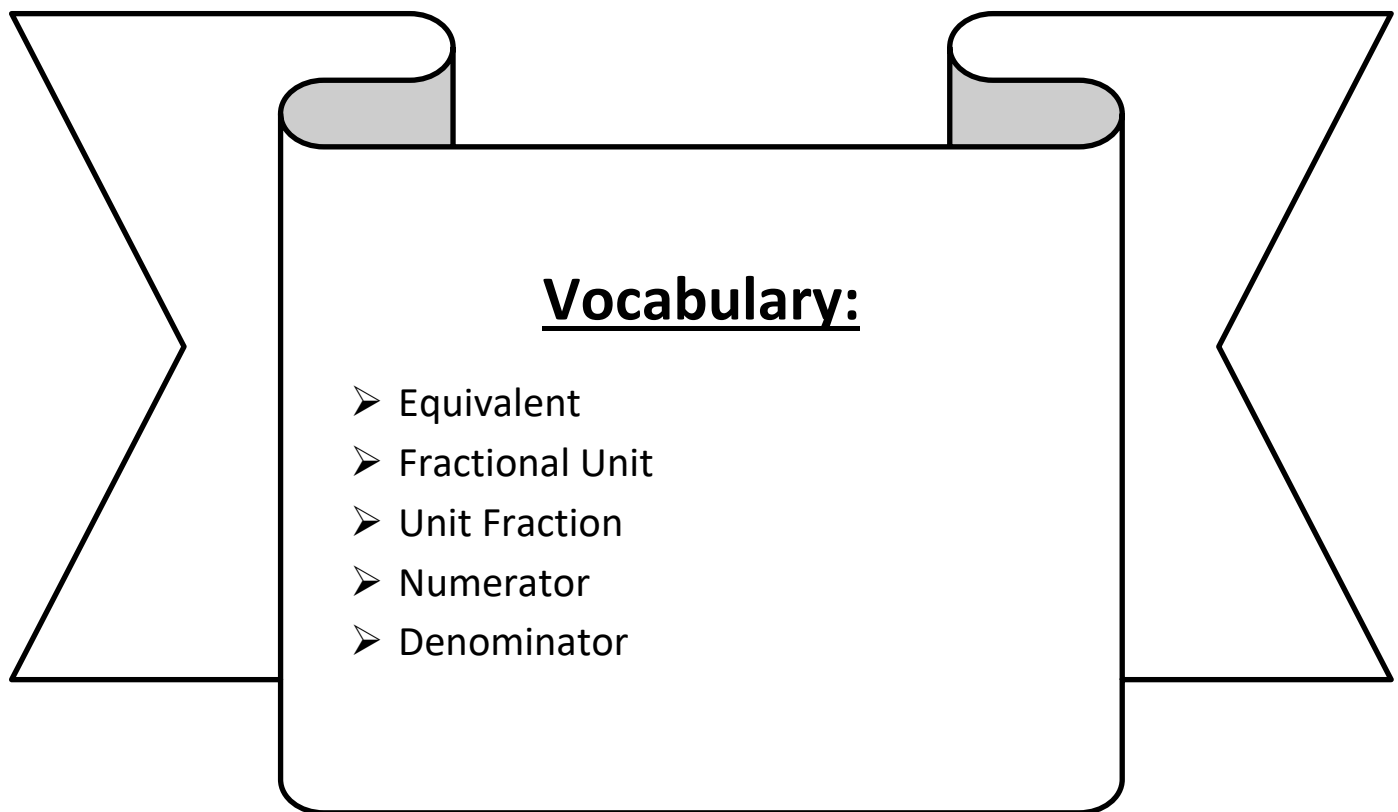 Vocabulary:
➢ Equivalent
➢ Fractional Unit
➢ Unit Fraction
➢ Numerator
➢ Denominator